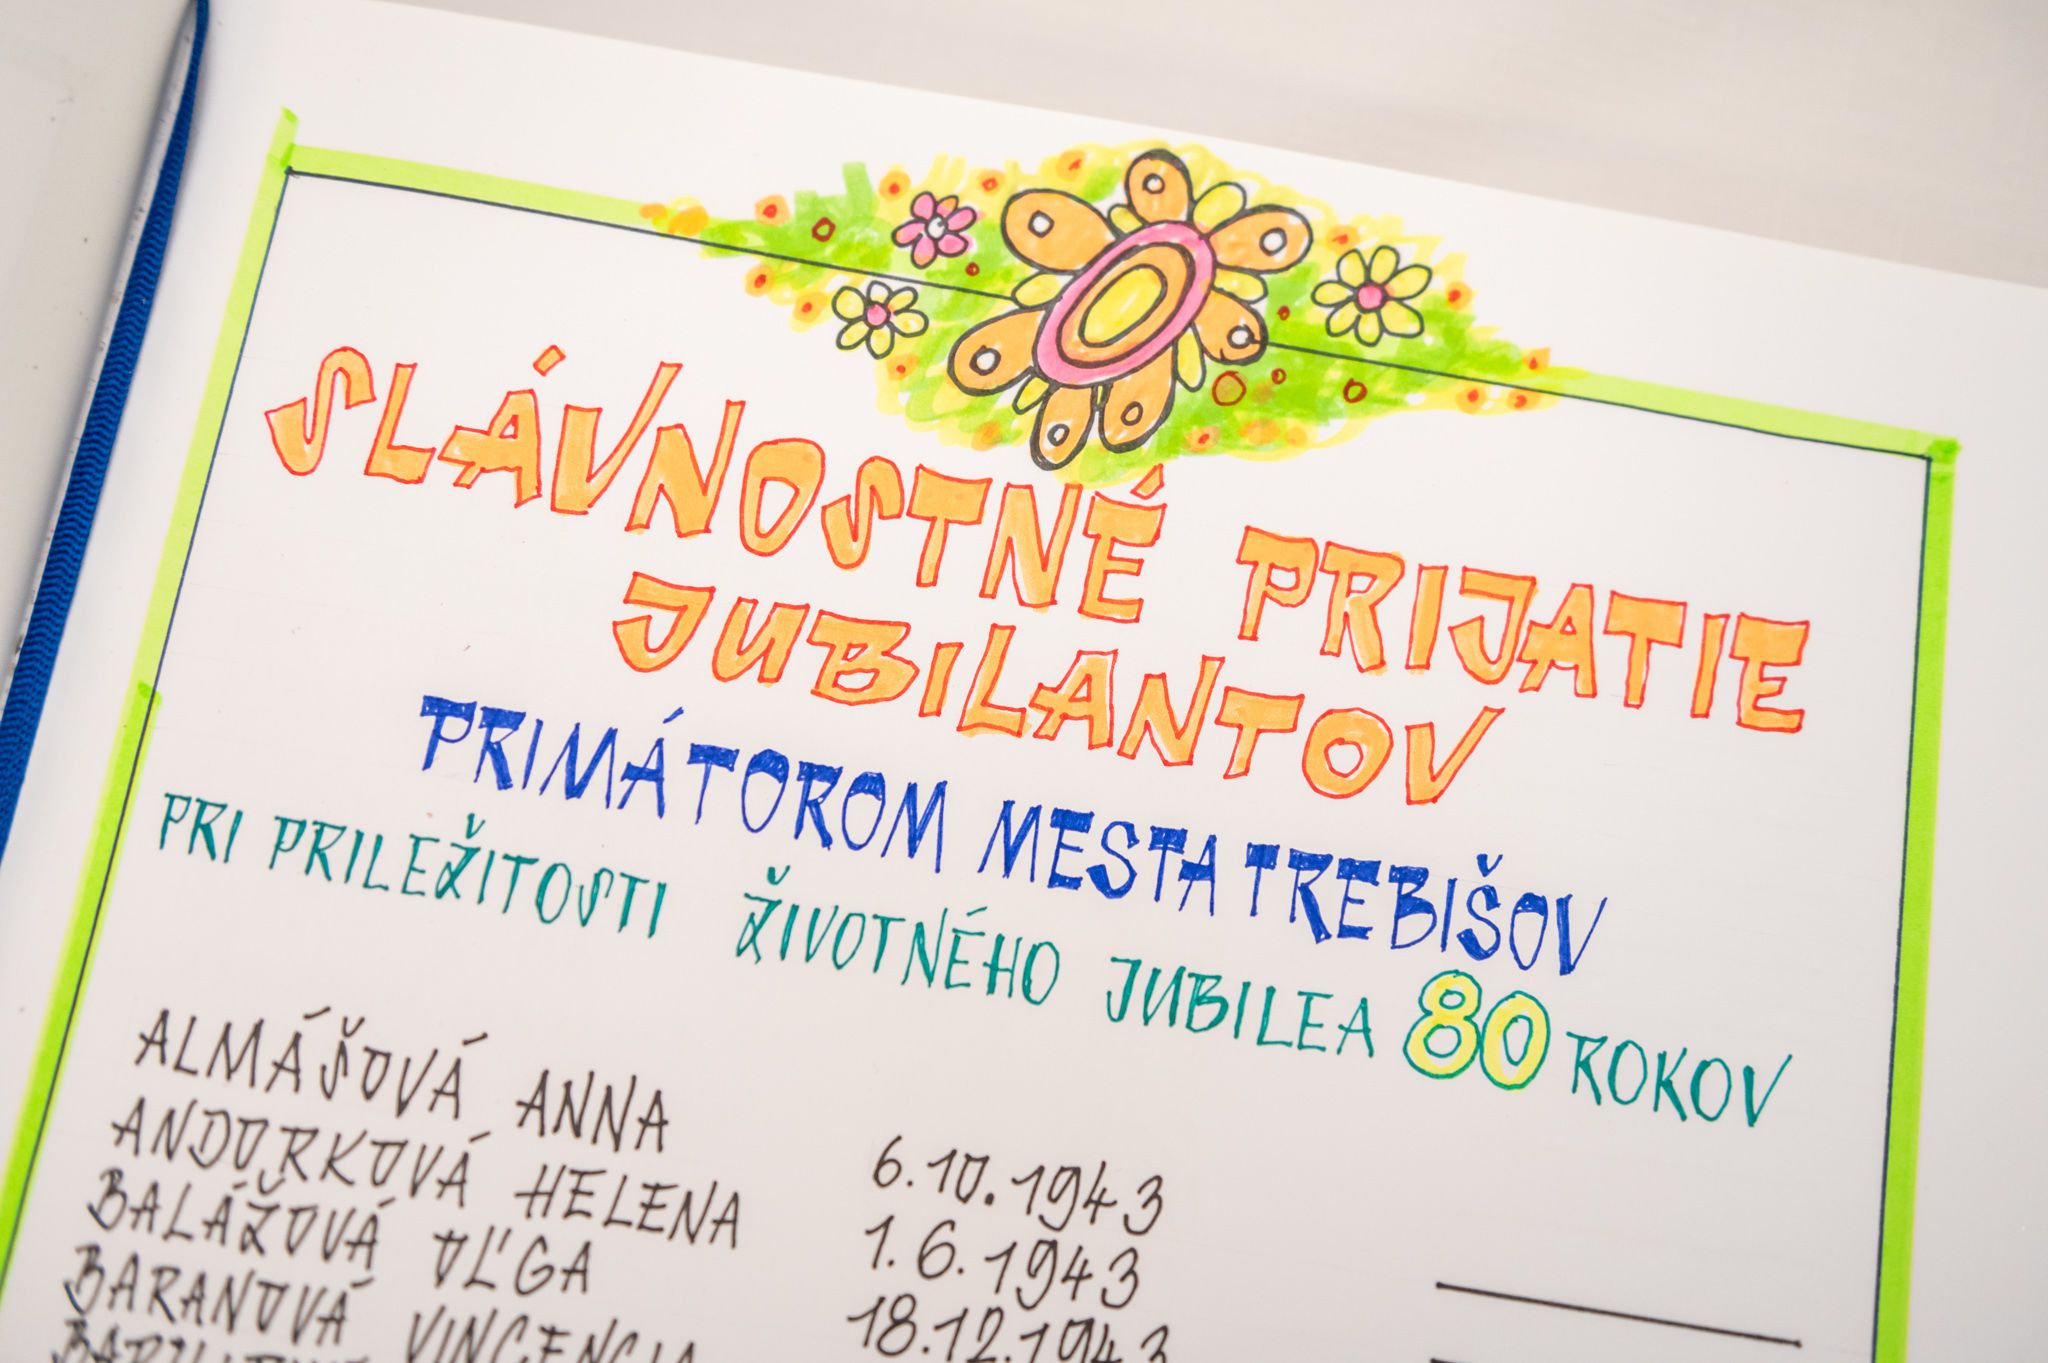 SLÁVNOSTNÉ PRIJATIE
JUBILANTOV
PRIMÁTOROM MESTA TREBIŠOV
PRI PRILEŽITOSTI ŽIVOTNÉHO JUBILEA 80 ROKOV
ALMÁŠOVÁ ANNA 6.10.1943
ANDORKOVÁ HELENA 1.6.1943
BALÁŽOVÁ OĽGA 18.12.1943
BARANOVÁ VINCENCIA